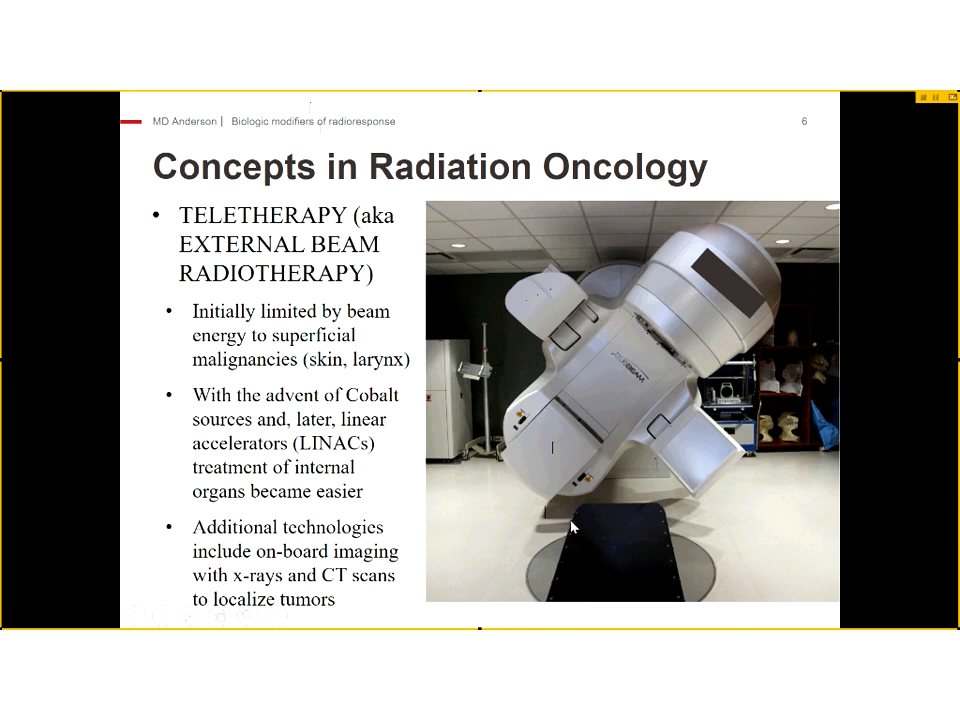 MD Anderson | Biologic modifiers of radioresponse
6
Concepts in Radiation Oncology
• TELETHERAPY (aka
EXTERNAL BEAM
RADIOTHERAPY)
• Initially limited by beam
energy to superficial
malignancies (skin, larynx)
• With the advent of Cobalt
sources and, later, linear
accelerators (LINACs)
treatment of internal
organs became easier
• Additional technologies
include on-board imaging
with x-rays and CT scans
to localize tumors
TRUEBEAM